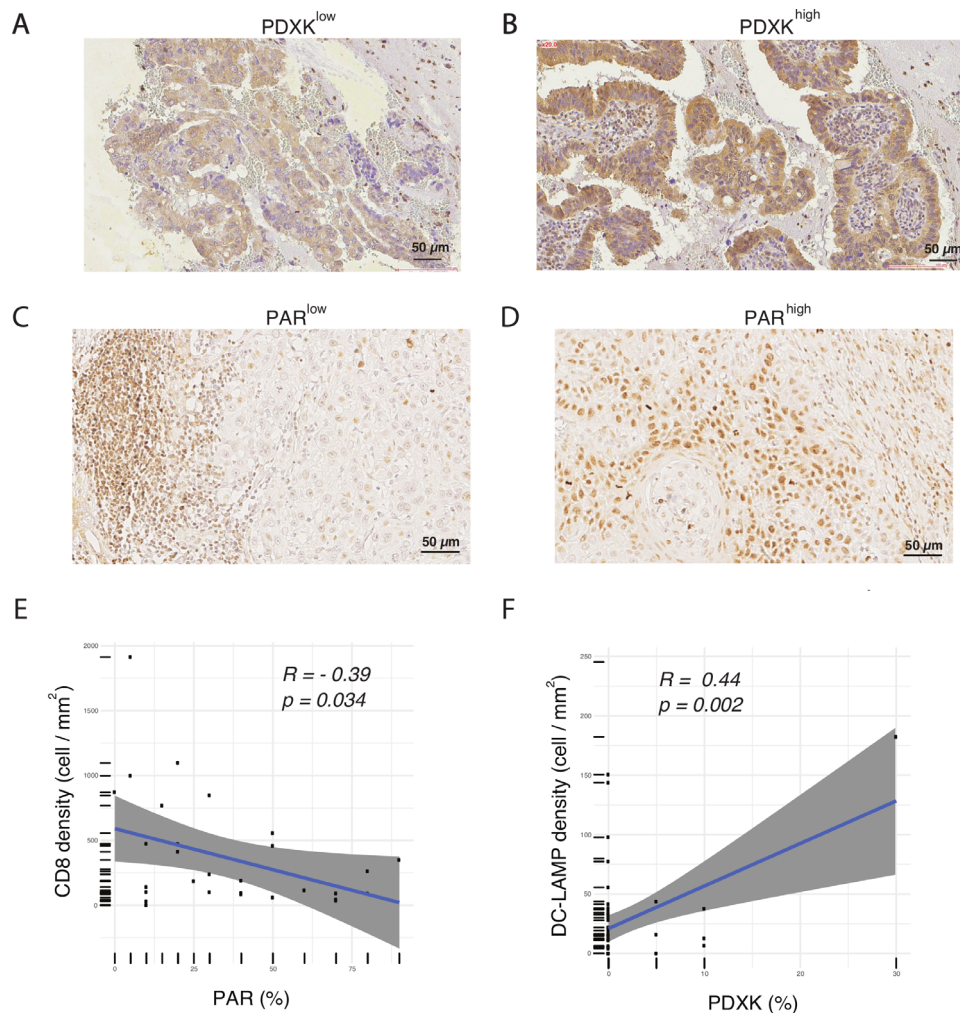 A
PDXK^low
B
PDXK^high
x20.0
50 µm
50 µm
C
PAR^low
D
PAR^high
50 µm
50 µm
E
F
2000
1500
1000
500
0
CD8 density (cell / mm²)
R = - 0.39
p = 0.034
0
25
50
75
PAR (%)
250
200
150
100
50
0
DC-LAMP density (cell / mm²)
R = 0.44
p = 0.002
0
10
20
30
PDXK (%)